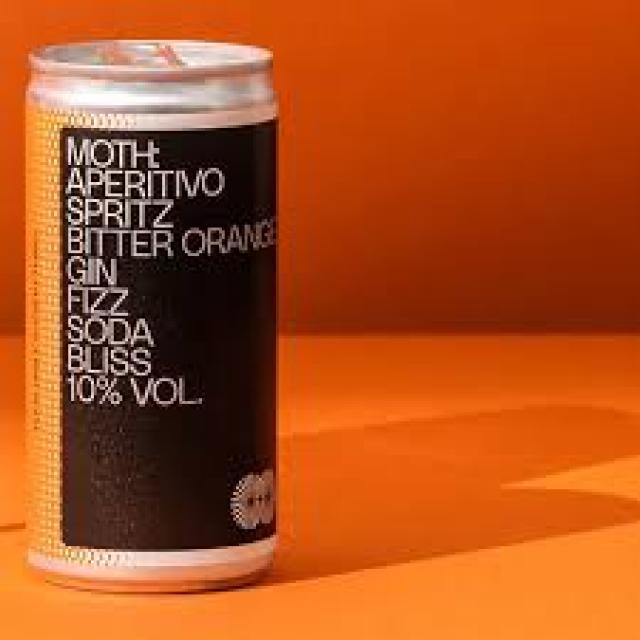 MOTH:
APERITIVO
SPRITZ
BITTER ORANGE
GIN
FIZZ
SODA
BLISS
10% VOL.